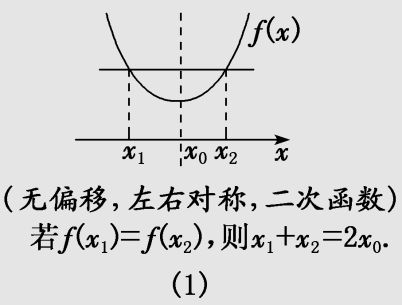 f(x)
x₁ x₀ x₂ x
(无偏移,左右对称,二次函数)
若f(x₁)=f(x₂),则x₁+x₂=2x₀.
(1)